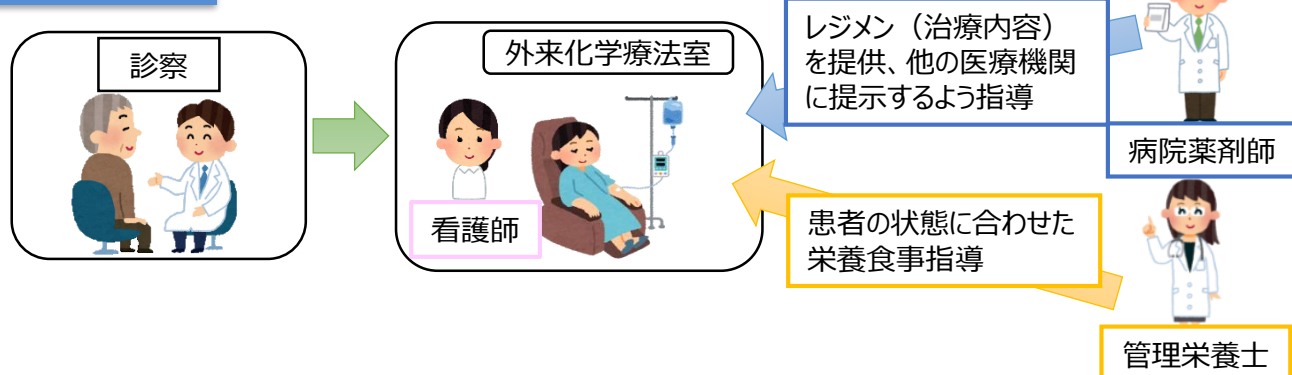 診察
外来化学療法室
看護師
レジメン（治療内容）
を提供、他の医療機関
に提示するよう指導
病院薬剤師
患者の状態に合わせた
栄養食事指導
管理栄養士